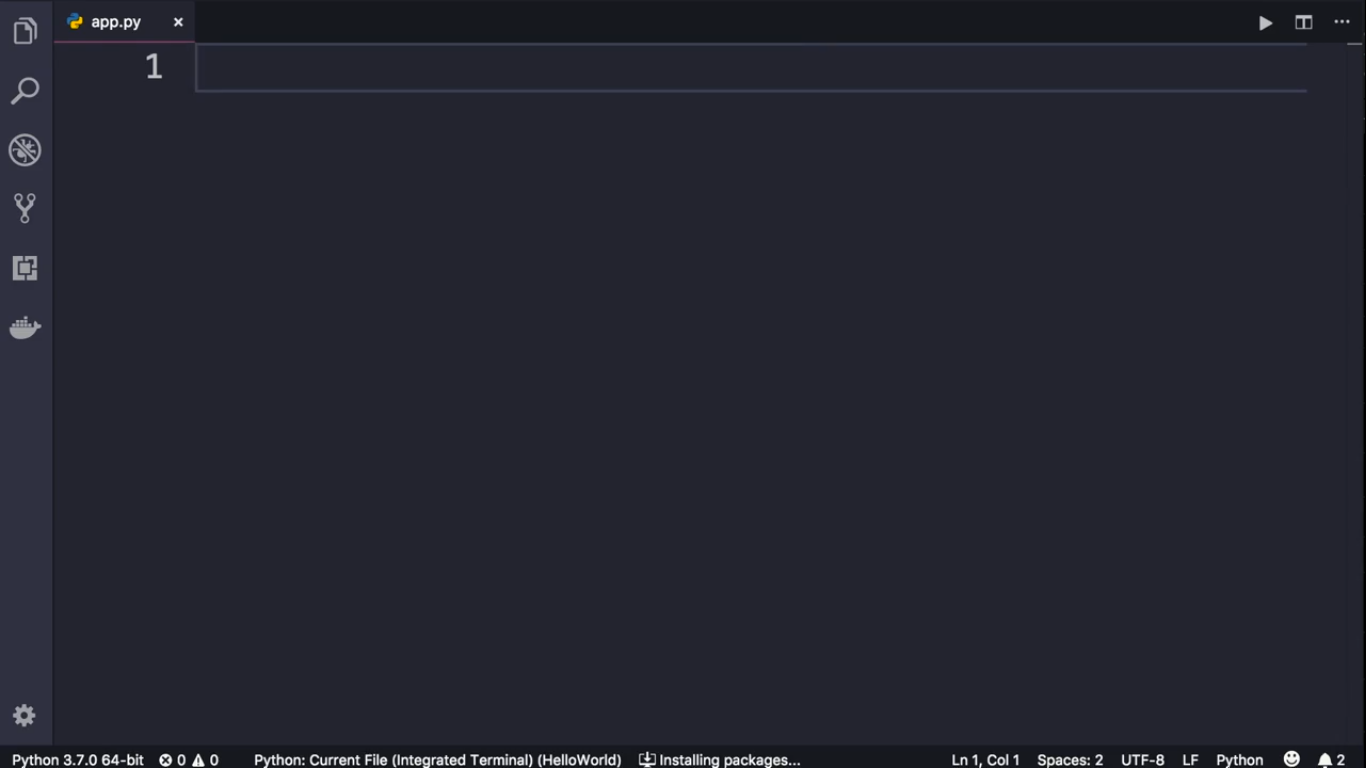 app.py
1
Python 3.7.0 64-bit 0 0 Python: Current File (Integrated Terminal) (HelloWorld) Installing packages... Ln 1, Col 1 Spaces: 2 UTF-8 LF Python 2